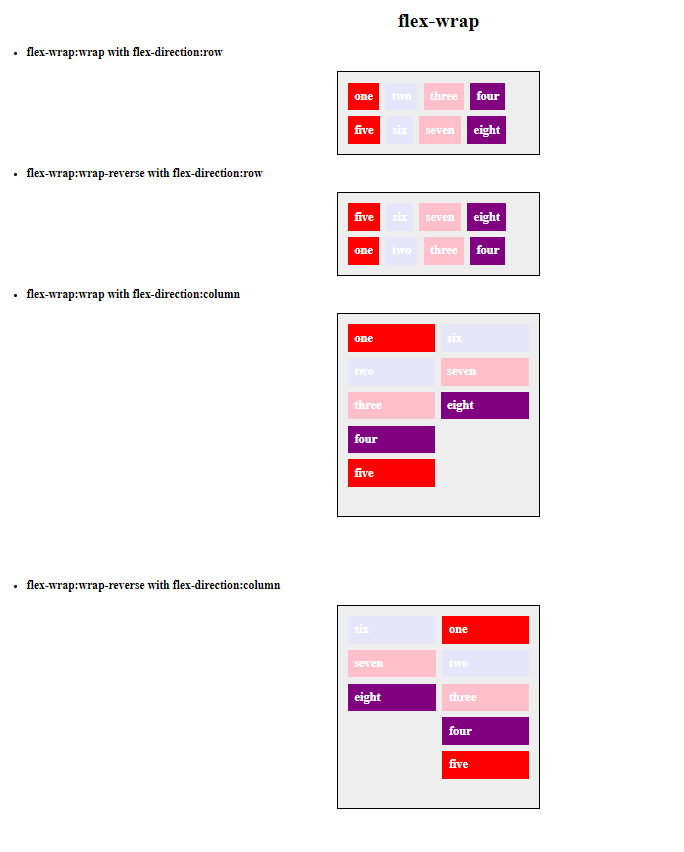 flex-wrap
• flex-wrap:wrap with flex-direction:row
one two three four
five six seven eight
• flex-wrap:wrap-reverse with flex-direction:row
five six seven eight
one two three four
• flex-wrap:wrap with flex-direction:column
one six
two seven
three eight
four
five
• flex-wrap:wrap-reverse with flex-direction:column
six one
seven two
eight three
four
five